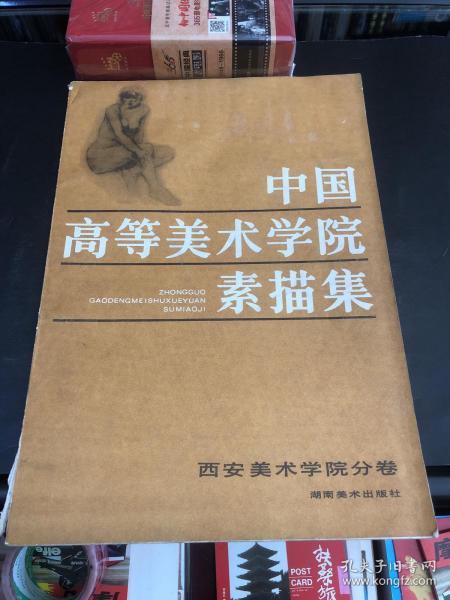 365
中国
高等美术学院
素描集
ZHONGGUO
GAODENGMEISHUXUEYUAN
SUMIAOJI
西安美术学院分卷
湖南美术出版社
elfe
POST
CARD
孔夫子旧书网
kongfz.com